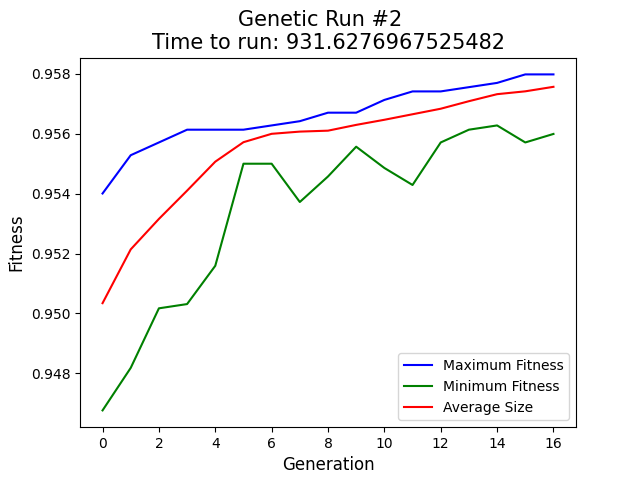 Genetic Run #2
Time to run: 931.6276967525482
0.958
0.956
0.954
0.952
0.950
0.948
Fitness
Maximum Fitness
Minimum Fitness
Average Size
0 2 4 6 8 10 12 14 16
Generation